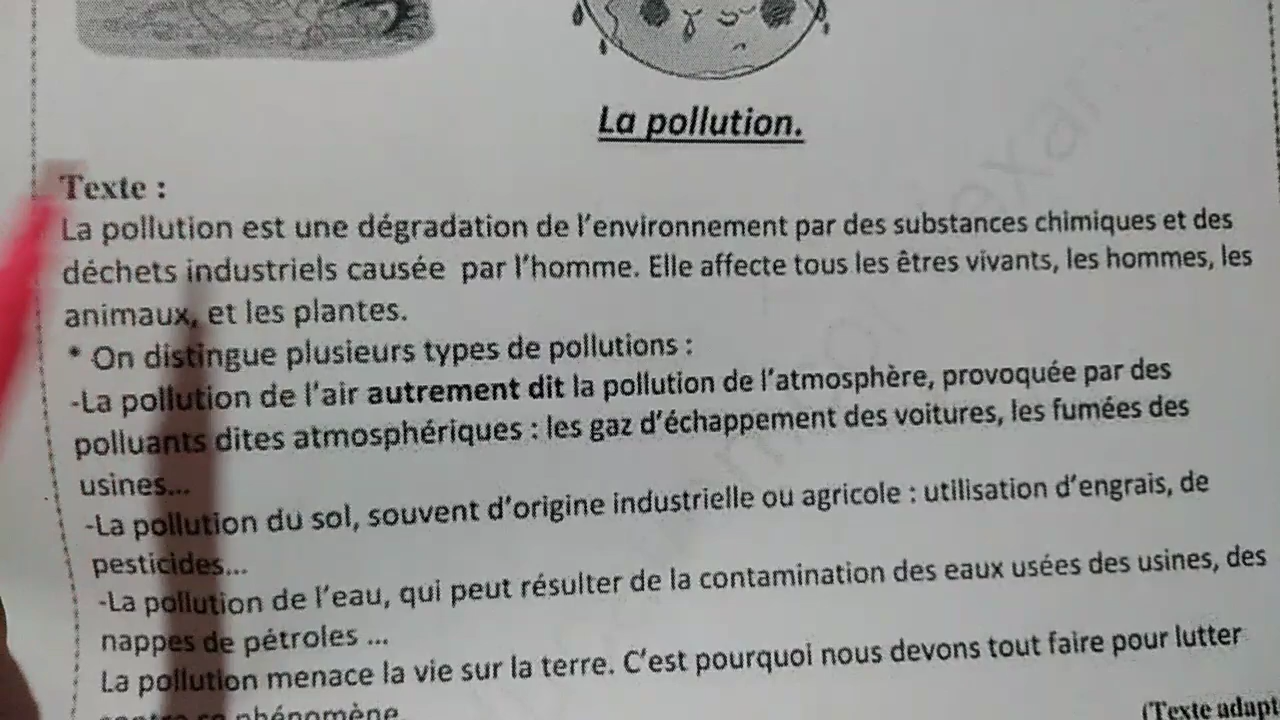 La pollution.
Texte :
La pollution est une dégradation de l'environnement par des substances chimiques et des
déchets industriels causée par l'homme. Elle affecte tous les êtres vivants, les hommes, les
animaux, et les plantes.
* On distingue plusieurs types de pollutions :
-La pollution de l'air autrement dit la pollution de l'atmosphère, provoquée par des
polluants dites atmosphériques : les gaz d'échappement des voitures, les fumées des
usines...
-La pollution du sol, souvent d'origine industrielle ou agricole : utilisation d'engrais, de
pesticides...
-La pollution de l'eau, qui peut résulter de la contamination des eaux usées des usines, des
nappes de pétroles ...
La pollution menace la vie sur la terre. C'est pourquoi nous devons tout faire pour lutter
contre ce phénomène.
(Texte adapt